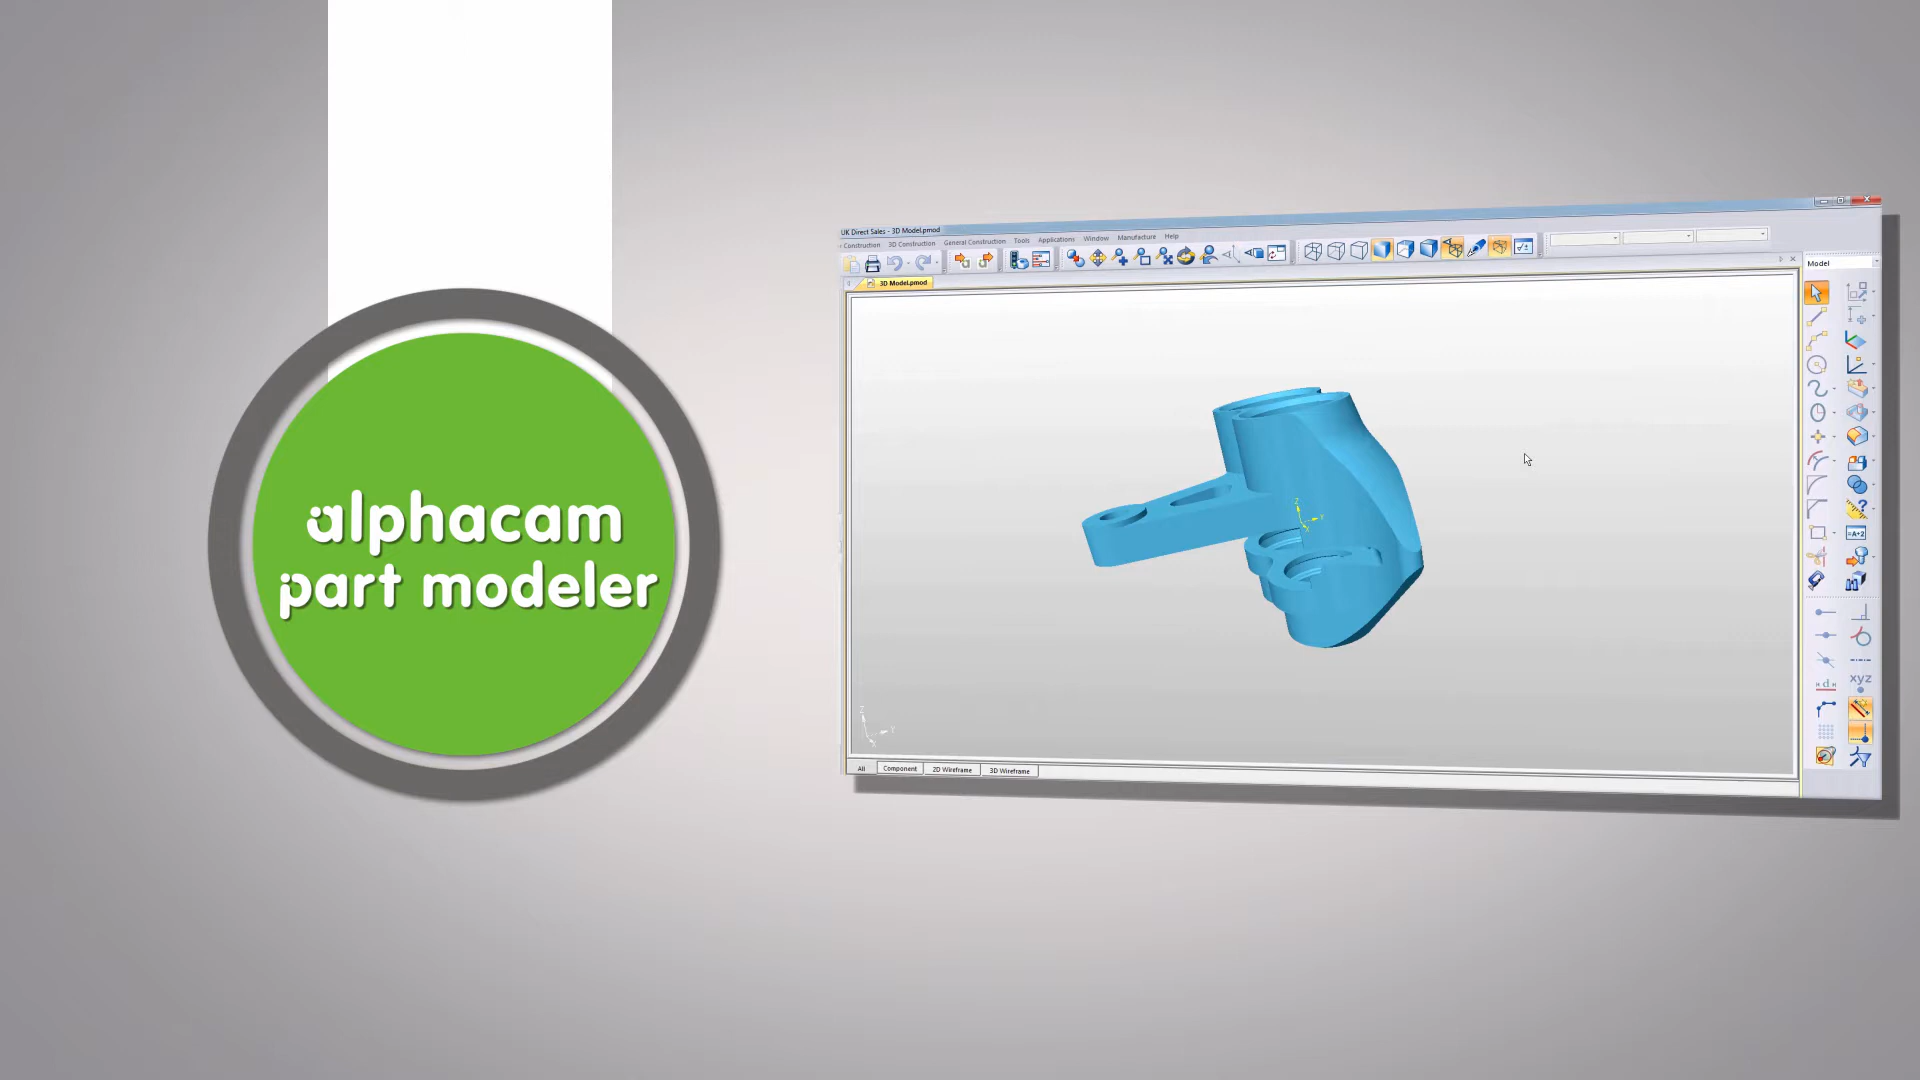 alphacam
part modeler
UK Direct Sales - 3D Model.pmod
Construction 3D Construction General Construction Tools Applications Window Manufacture Help
3D Model.pmod
Model
=A+2
d
xyz
Z
Y
X
Z
Y
X
All Component 2D Wireframe 3D Wireframe